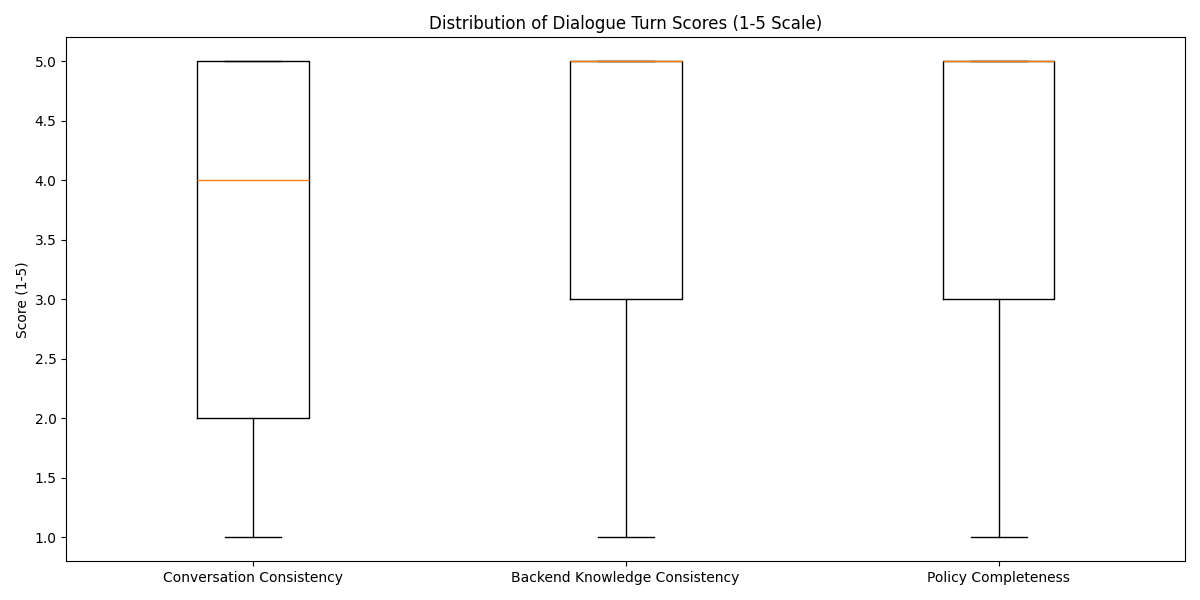 Distribution of Dialogue Turn Scores (1-5 Scale)
Score (1-5)
5.0
4.5
4.0
3.5
3.0
2.5
2.0
1.5
1.0
Conversation Consistency
Backend Knowledge Consistency
Policy Completeness